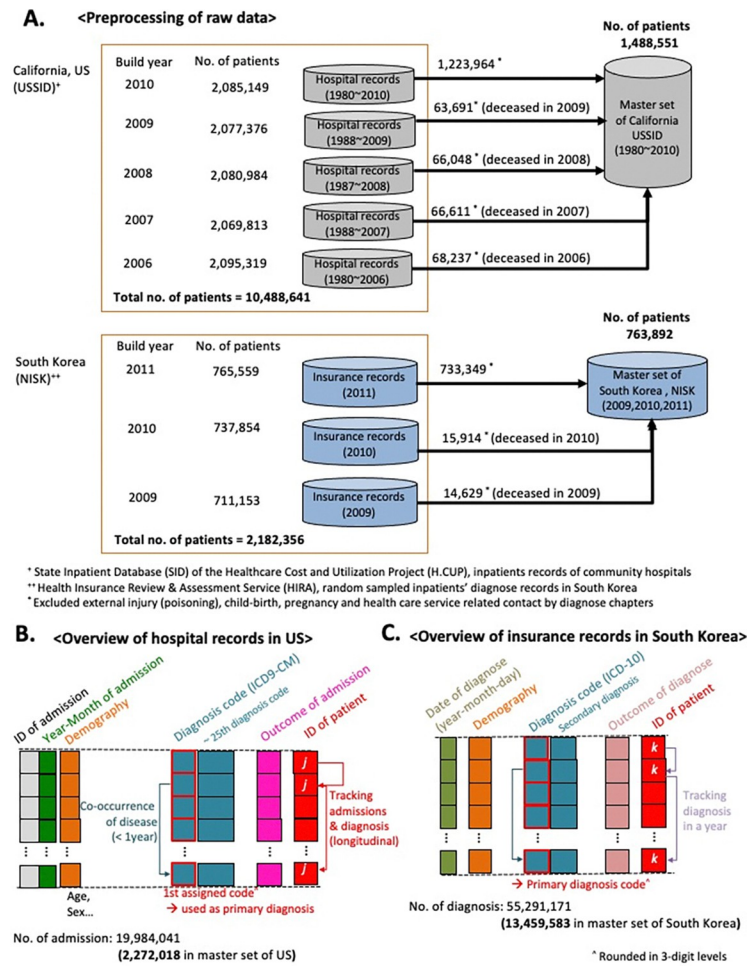 A. <Preprocessing of raw data>
No. of patients
1,488,551
California, US
(USSID)+
Build year No. of patients
2010 2,085,149
Hospital records
(1980~2010)
1,223,964 *
2009 2,077,376
Hospital records
(1988~2009)
63,691* (deceased in 2009)
2008 2,080,984
Hospital records
(1987~2008)
66,048 * (deceased in 2008)
2007 2,069,813
Hospital records
(1988~2007)
66,611 * (deceased in 2007)
2006 2,095,319
Hospital records
(1980~2006)
68,237 * (deceased in 2006)
Master set
of California
USSID
(1980~2010)
Total no. of patients = 10,488,641
No. of patients
763,892
South Korea
(NISK)++
Build year No. of patients
2011 765,559
Insurance records
(2011)
733,349 *
2010 737,854
Insurance records
(2010)
15,914 * (deceased in 2010)
2009 711,153
Insurance records
(2009)
14,629 * (deceased in 2009)
Master set of
South Korea , NISK
(2009,2010,2011)
Total no. of patients = 2,182,356
+ State Inpatient Database (SID) of the Healthcare Cost and Utilization Project (H.CUP), inpatients records of community hospitals
++ Health Insurance Review & Assessment Service (HIRA), random sampled inpatients’ diagnose records in South Korea
* Excluded external injury (poisoning), child-birth, pregnancy and health care service related contact by diagnose chapters
B. <Overview of hospital records in US>
ID of admission
Year-Month of admission
Demography
Diagnosis code (ICD9-CM)
~ 25th diagnosis code
Outcome of admission
ID of patient
j
j
Co-occurrence
of disease
(< 1year)
Tracking
admissions
& diagnosis
(longitudinal)
⋮ ⋮ ⋮ ⋮
j
Age,
Sex...
1st assigned code^
→ used as primary diagnosis
No. of admission: 19,984,041
(2,272,018 in master set of US)
C. <Overview of insurance records in South Korea>
Date of diagnose
(year-month-day)
Demography
Diagnosis code (ICD-10)
Secondary diagnosis
Outcome of diagnose
ID of patient
k
k
Tracking
diagnosis
in a year
⋮ ⋮ ⋮ ⋮
k
→ Primary diagnosis code^
No. of diagnosis: 55,291,171
(13,459,583 in master set of South Korea)
^ Rounded in 3-digit levels